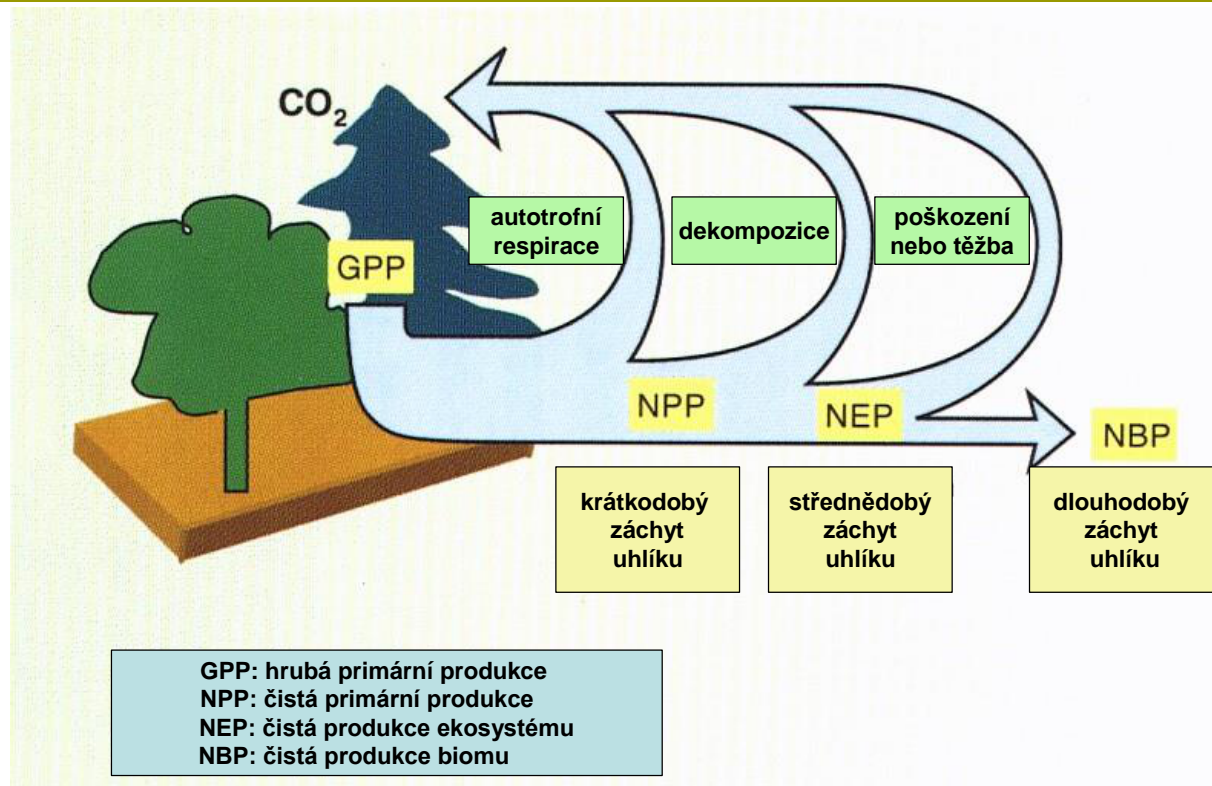 CO₂
autotrofní
respirace
dekompozice
poškození
nebo těžba
GPP
NPP
NEP
NBP
krátkodobý
záchyt
uhlíku
střednědobý
záchyt
uhlíku
dlouhodobý
záchyt
uhlíku
GPP: hrubá primární produkce
NPP: čistá primární produkce
NEP: čistá produkce ekosystému
NBP: čistá produkce biomu